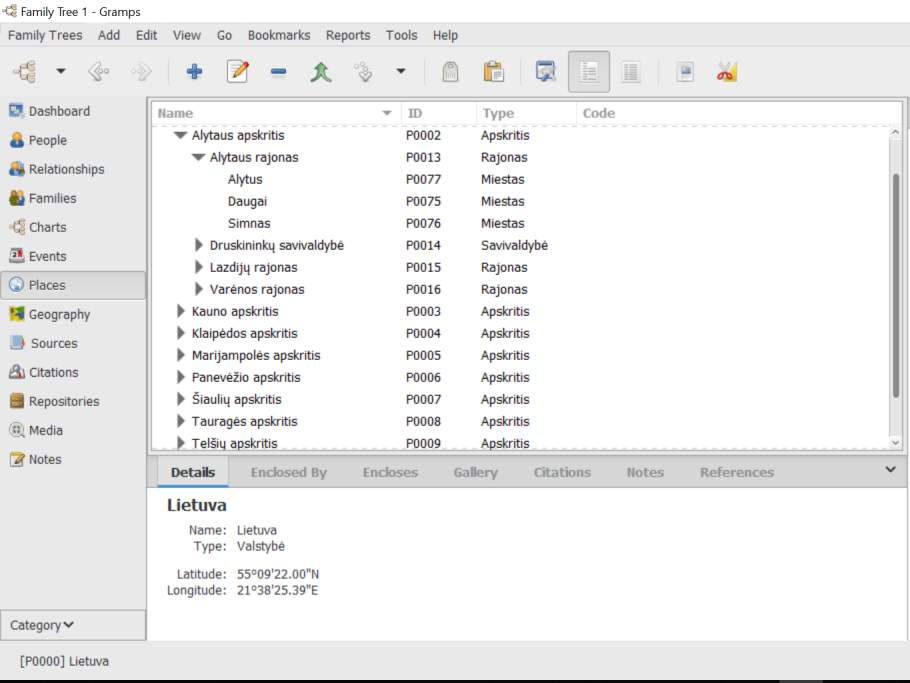 Family Tree 1 - Gramps
Family Trees Add Edit View Go Bookmarks Reports Tools Help
Dashboard
People
Relationships
Families
Charts
Events
Places
Geography
Sources
Citations
Repositories
Media
Notes
Category
Name ID Type Code
Alytaus apskritis P0002 Apskritis
Alytaus rajonas P0013 Rajonas
Alytus P0077 Miestas
Daugai P0075 Miestas
Simnas P0076 Miestas
Druskininkų savivaldybė P0014 Savivaldybė
Lazdijų rajonas P0015 Rajonas
Varėnos rajonas P0016 Rajonas
Kauno apskritis P0003 Apskritis
Klaipėdos apskritis P0004 Apskritis
Marijampolės apskritis P0005 Apskritis
Panevėžio apskritis P0006 Apskritis
Šiaulių apskritis P0007 Apskritis
Tauragės apskritis P0008 Apskritis
Telšių apskritis P0009 Apskritis
Details Enclosed By Encloses Gallery Citations Notes References
Lietuva
Name: Lietuva
Type: Valstybė
Latitude: 55°09'22.00"N
Longitude: 21°38'25.39"E
[P0000] Lietuva